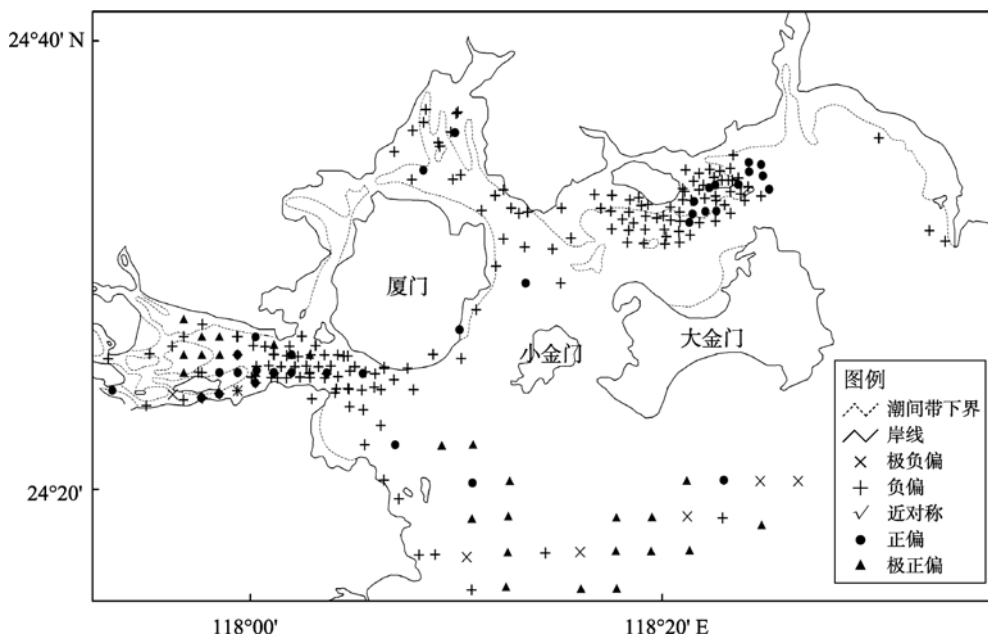 24°40′ N
厦门
小金门
大金门
图例
潮间带下界
岸线
极负偏
负偏
近对称
正偏
极正偏
24°20′
118°00′
118°20′ E